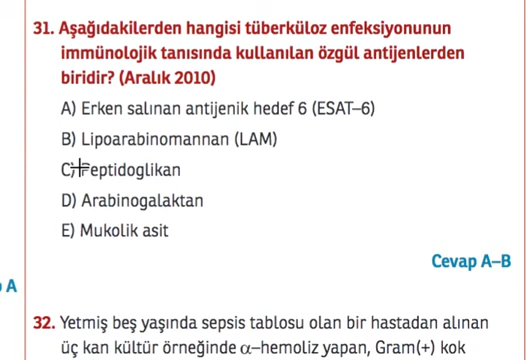 31. Aşağıdakilerden hangisi tüberküloz enfeksiyonunun
immünolojik tanısında kullanılan özgül antijenlerden
biridir? (Aralık 2010)
A) Erken salınan antijenik hedef 6 (ESAT–6)
B) Lipoarabinomannan (LAM)
C) Peptidoglikan
D) Arabinogalaktan
E) Mukolik asit
Cevap A–B
A
32. Yetmiş beş yaşında sepsis tablosu olan bir hastadan alınan
üç kan kültür örneğinde α–hemoliz yapan, Gram(+) kok